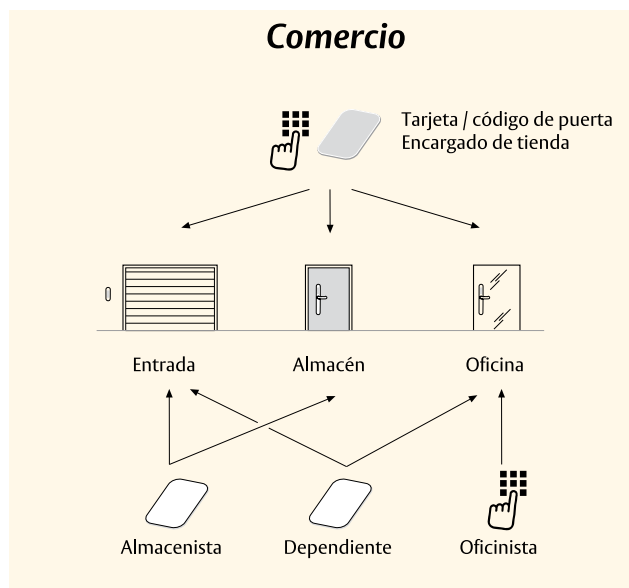 Comercio
Tarjeta / código de puerta
Encargado de tienda
Entrada
Almacén
Oficina
Almacenista
Dependiente
Oficinista